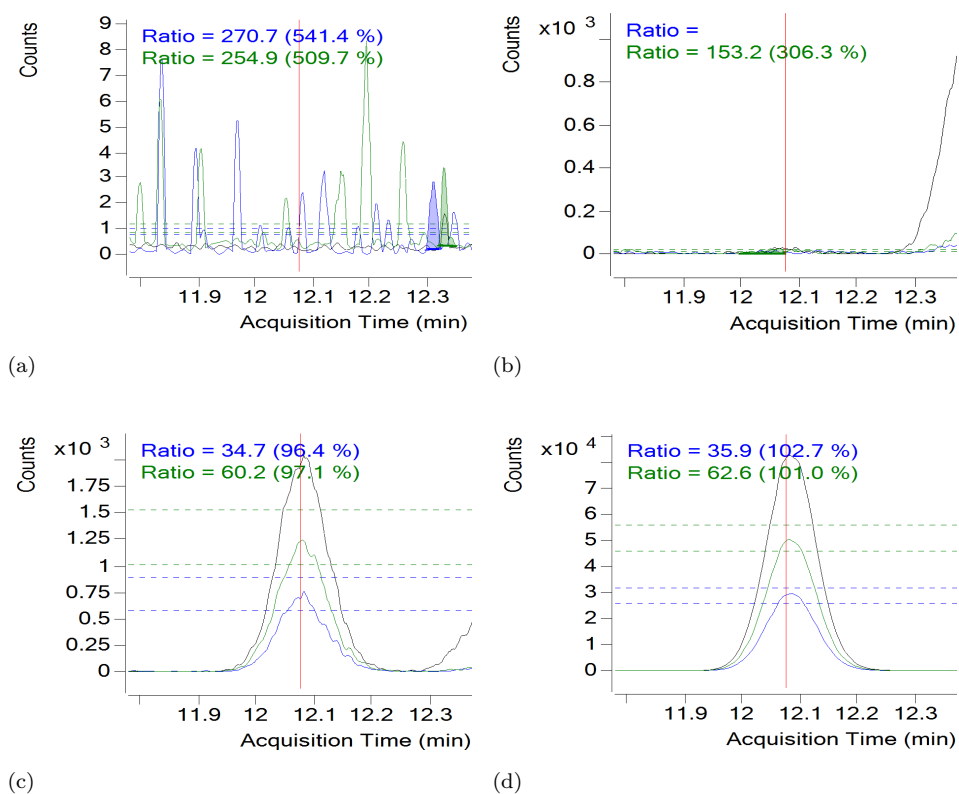 Counts
9
8
7
6
5
4
3
2
1
0
Ratio = 270.7 (541.4 %)
Ratio = 254.9 (509.7 %)
11.9 12 12.1 12.2 12.3
Acquisition Time (min)
(a)
Counts
x10 3
0.8
0.6
0.4
0.2
0
Ratio =
Ratio = 153.2 (306.3 %)
11.9 12 12.1 12.2 12.3
Acquisition Time (min)
(b)
Counts
x10 3
1.75
1.5
1.25
1
0.75
0.5
0.25
0
Ratio = 34.7 (96.4 %)
Ratio = 60.2 (97.1 %)
11.9 12 12.1 12.2 12.3
Acquisition Time (min)
(c)
Counts
x10 4
7
6
5
4
3
2
1
0
Ratio = 35.9 (102.7 %)
Ratio = 62.6 (101.0 %)
11.9 12 12.1 12.2 12.3
Acquisition Time (min)
(d)